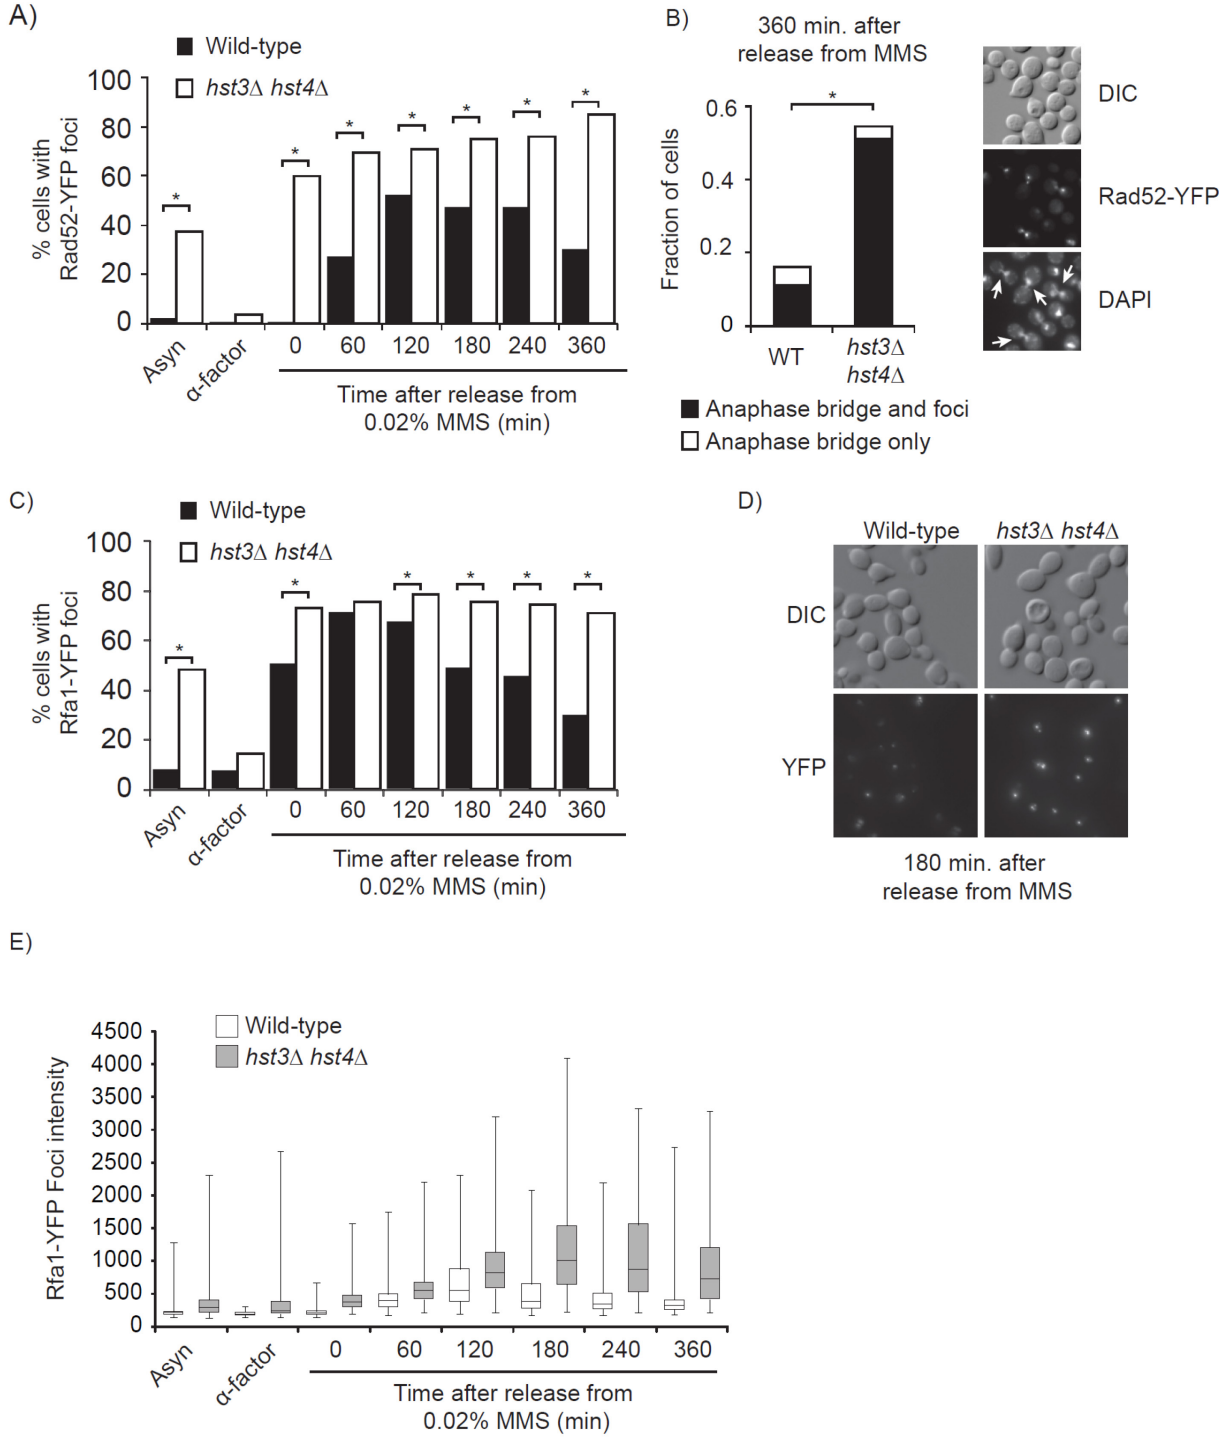 A)
Wild-type
hst3Δ hst4Δ
% cells with
Rad52-YFP foci
100
80
60
40
20
0
* * * * * * *
Asyn
α-factor
0 60 120 180 240 360
Time after release from
0.02% MMS (min)
B)
360 min. after
release from MMS
Fraction of cells
0.6
0.4
0.2
0
*
WT
hst3Δ
hst4Δ
Anaphase bridge and foci
Anaphase bridge only
DIC
Rad52-YFP
DAPI
C)
Wild-type
hst3Δ hst4Δ
% cells with
Rfa1-YFP foci
100
80
60
40
20
0
* * * * * *
Asyn
α-factor
0 60 120 180 240 360
Time after release from
0.02% MMS (min)
D)
Wild-type hst3Δ hst4Δ
DIC
YFP
180 min. after
release from MMS
E)
Wild-type
hst3Δ hst4Δ
Rfa1-YFP Foci intensity
4500
4000
3500
3000
2500
2000
1500
1000
500
0
Asyn
α-factor
0 60 120 180 240 360
Time after release from
0.02% MMS (min)